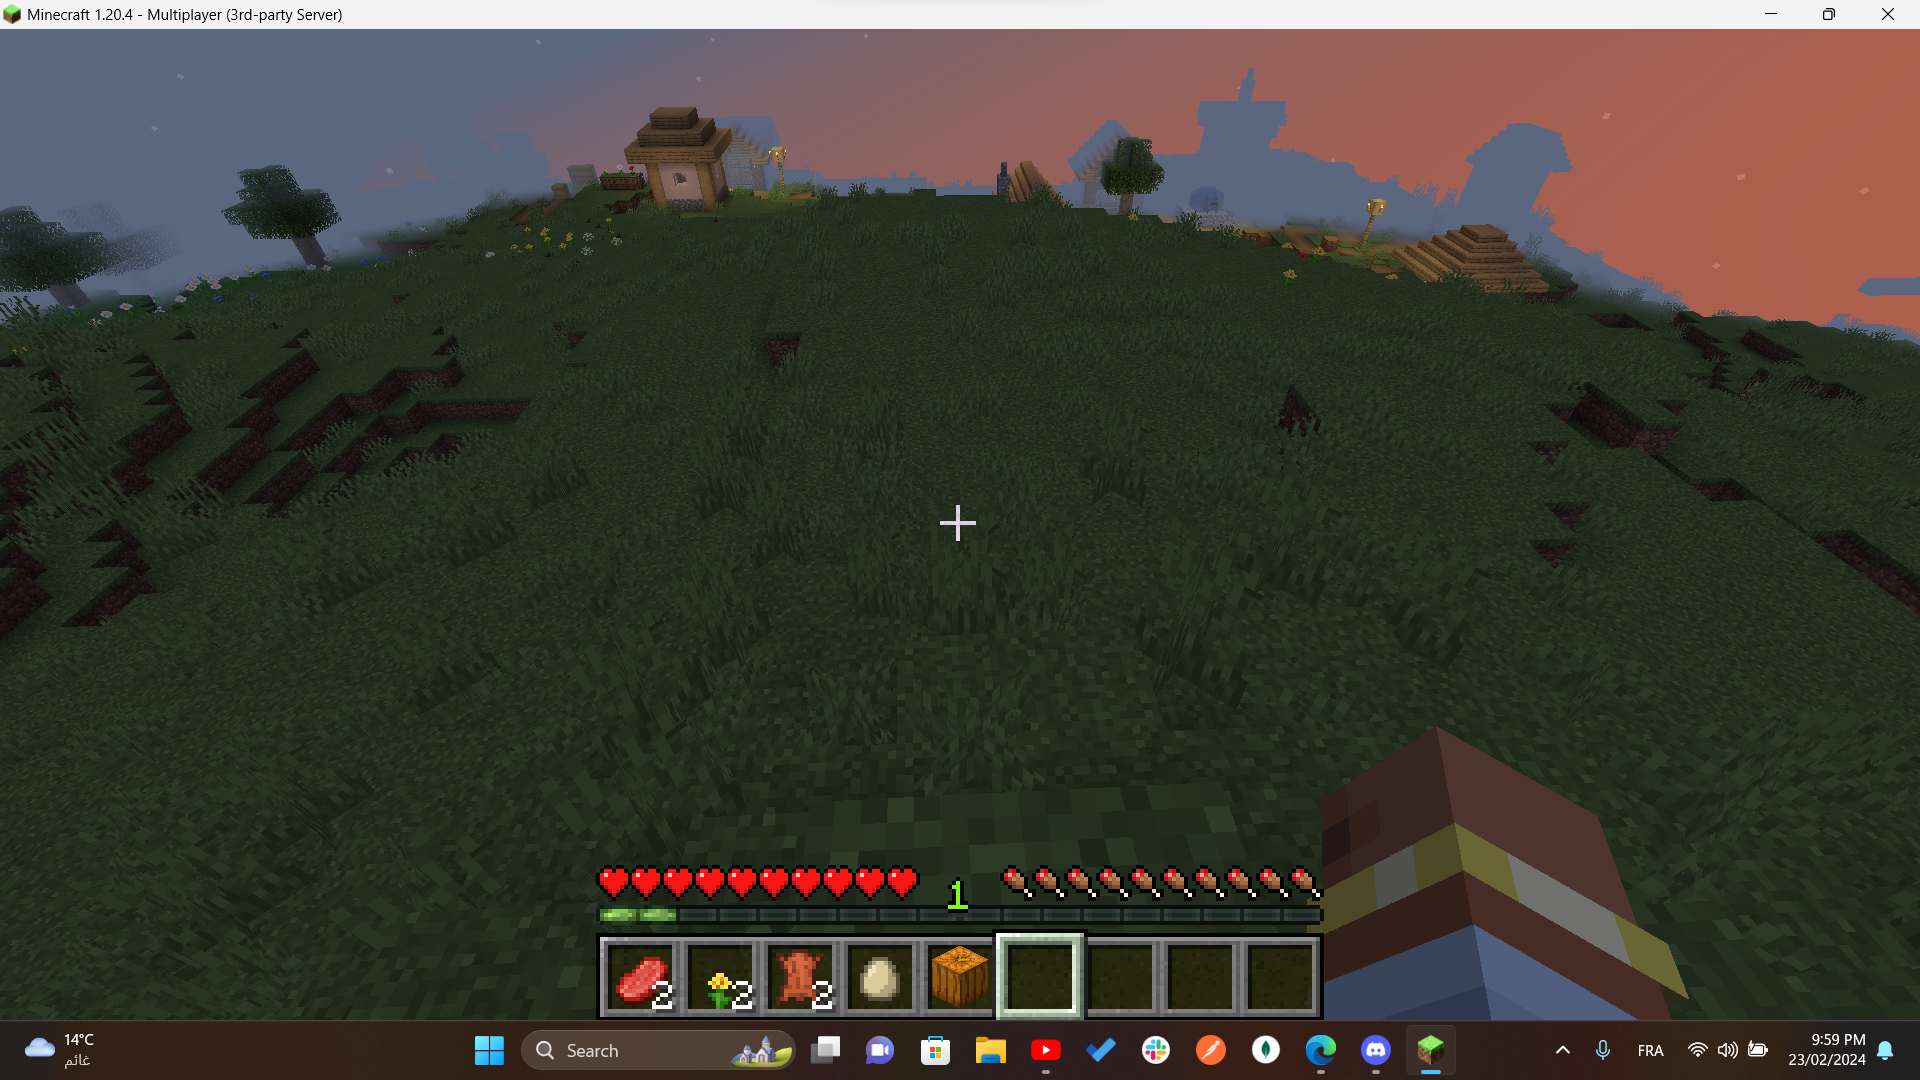 Minecraft 1.20.4 - Multiplayer (3rd-party Server)
1
2
2
2
14°C
غائم
Search
FRA
9:59 PM
23/02/2024